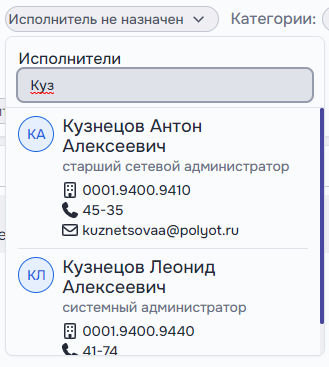 Исполнитель не назначен Категории:
Исполнители
Куз
КА Кузнецов Антон
Алексеевич
старший сетевой администратор
0001.9400.9410
45-35
kuznetsovaa@polyot.ru
КЛ Кузнецов Леонид
Алексеевич
системный администратор
0001.9400.9440
41-74